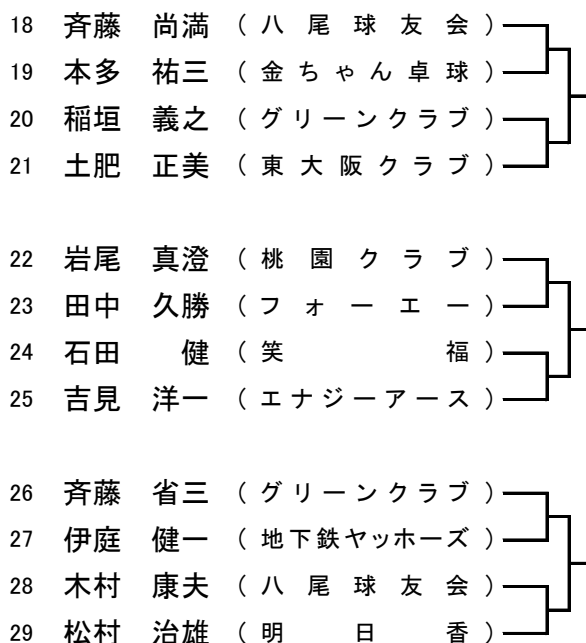 18 斉藤 尚満 ( 八尾球友会 )
19 本多 祐三 ( 金ちゃん卓球 )
20 稲垣 義之 ( グリーンクラブ )
21 土肥 正美 ( 東大阪クラブ )
22 岩尾 真澄 ( 桃園クラブ )
23 田中 久勝 ( フォーエー )
24 石田 健 ( 笑福 )
25 吉見 洋一 ( エナジーアース )
26 斉藤 省三 ( グリーンクラブ )
27 伊庭 健一 ( 地下鉄ヤッホーズ )
28 木村 康夫 ( 八尾球友会 )
29 松村 治雄 ( 明日香 )